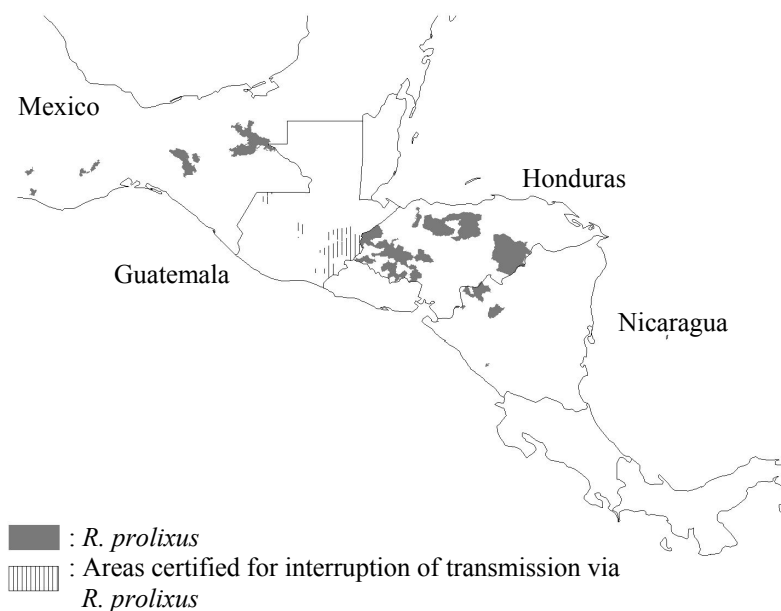 Mexico
Honduras
Guatemala
Nicaragua
: R. prolixus
: Areas certified for interruption of transmission via
R. prolixus